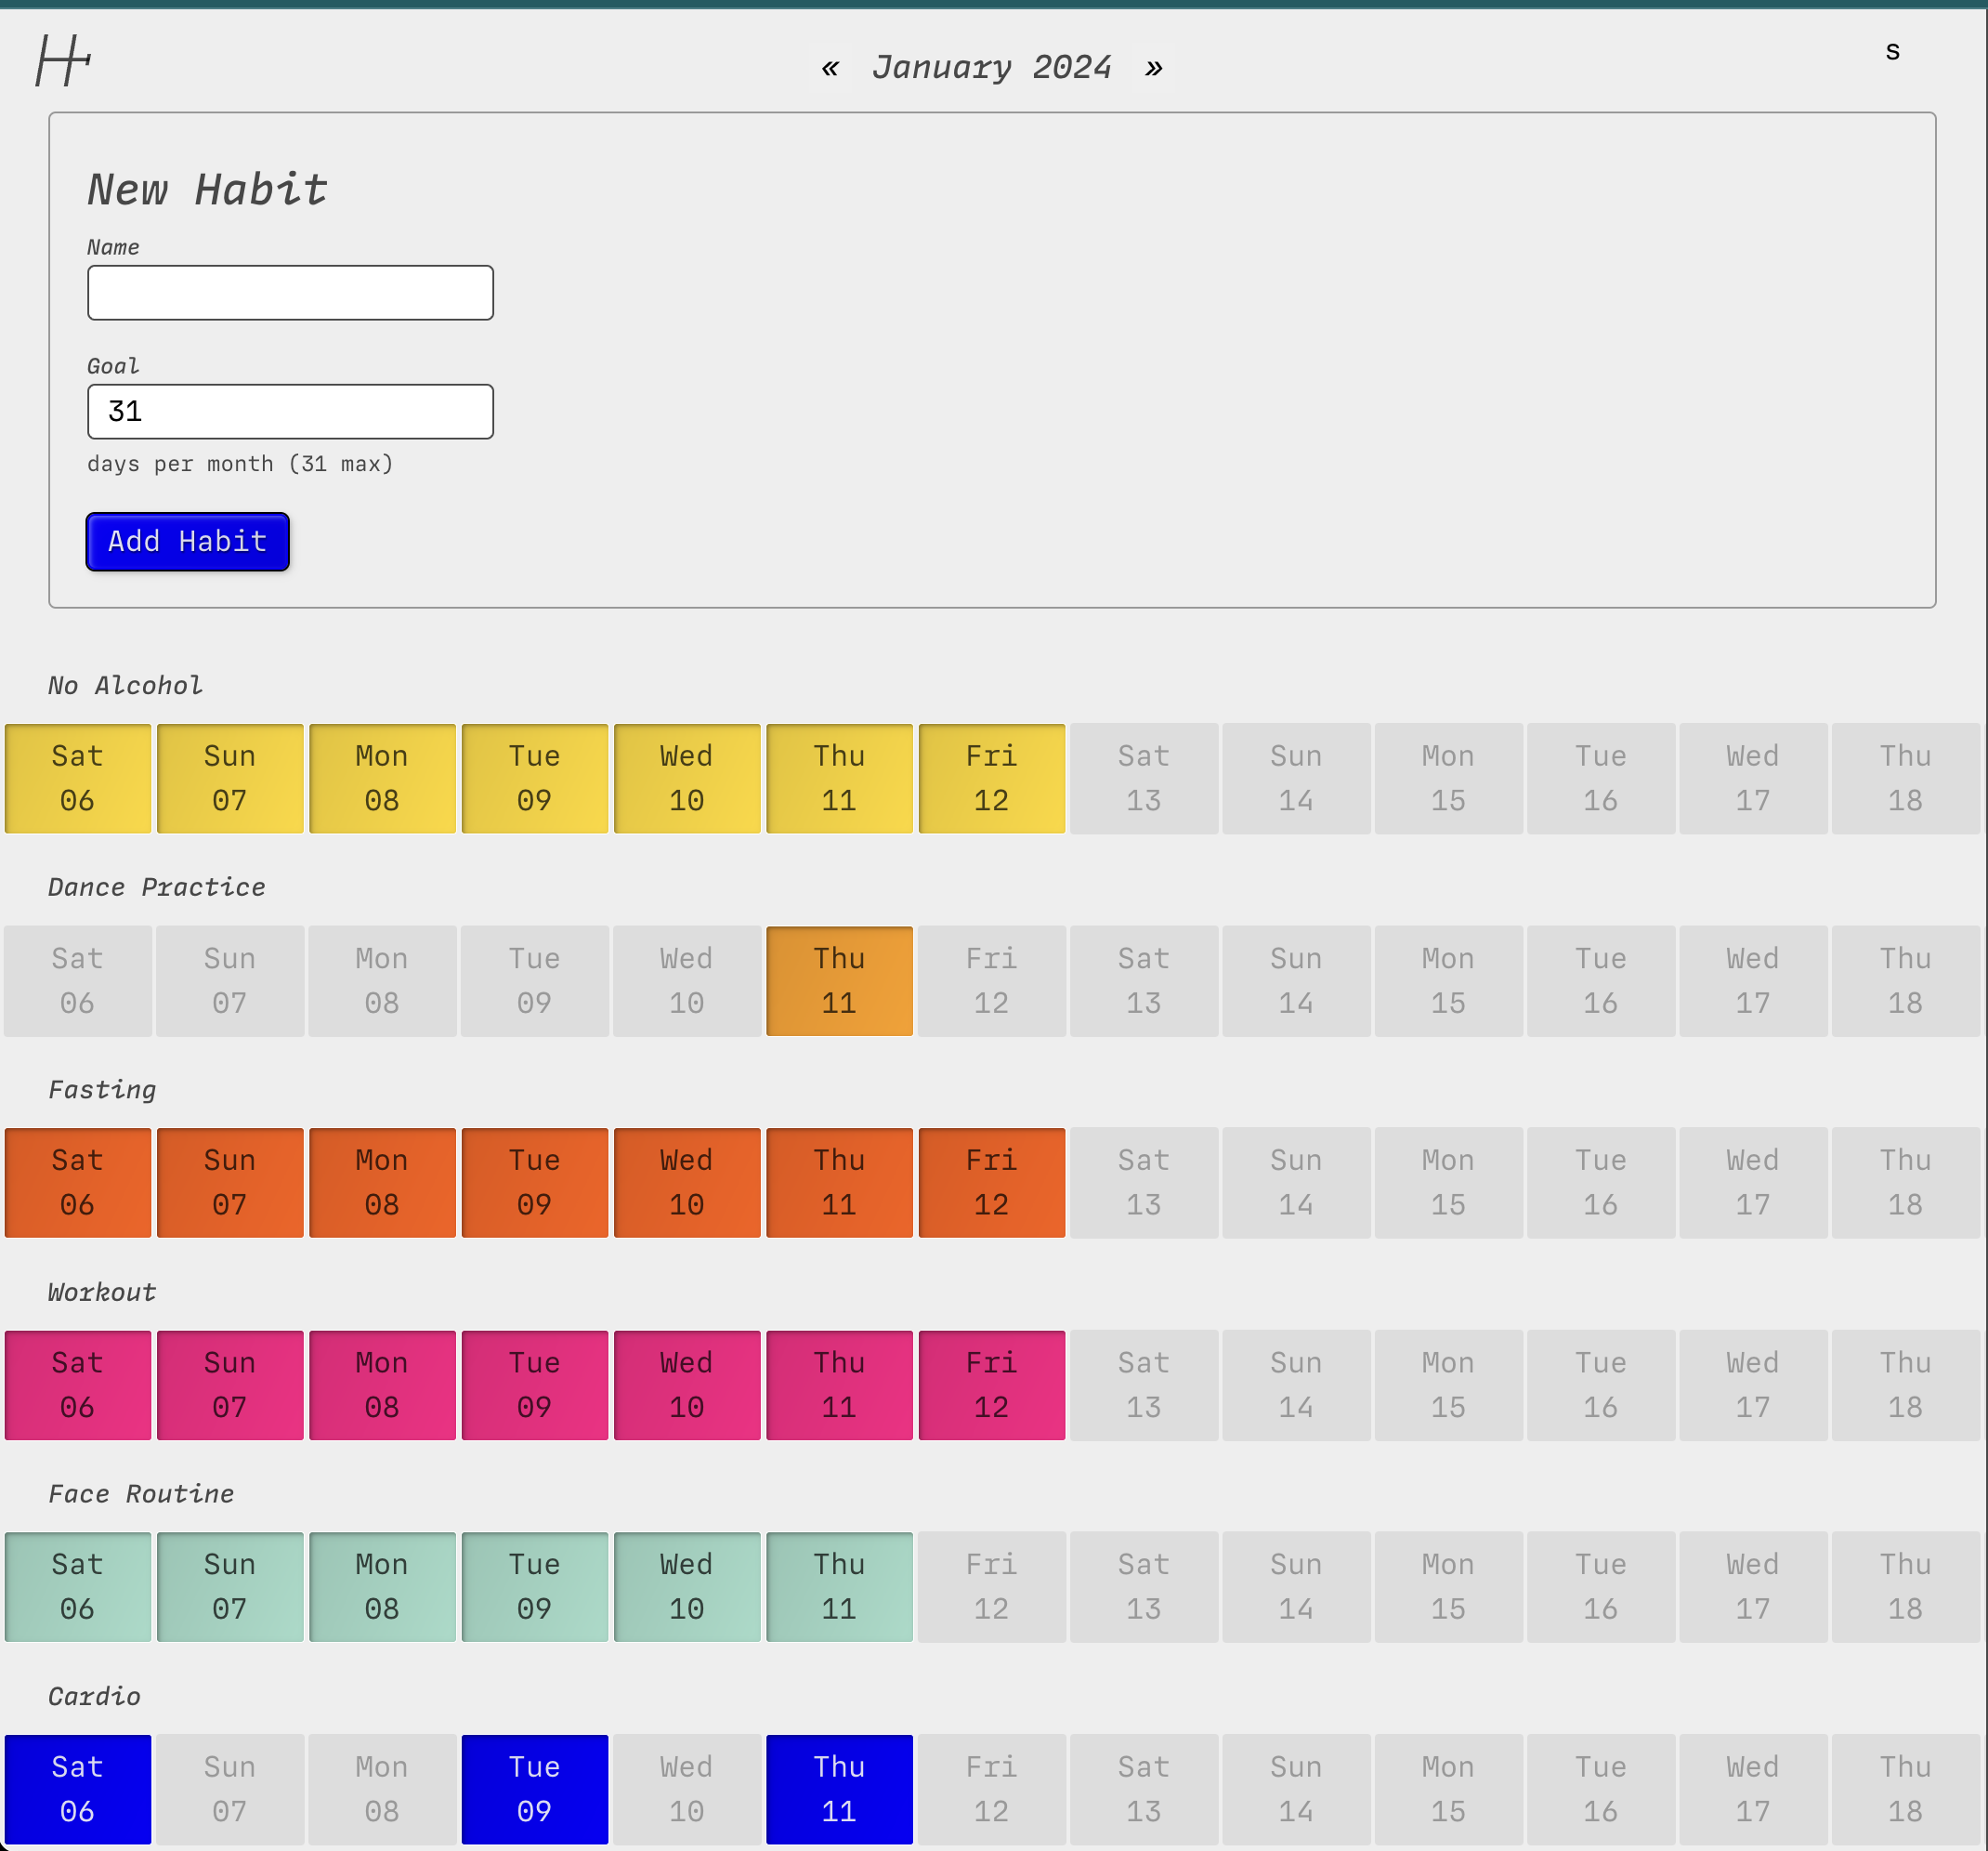 H
« January 2024 »
s
New Habit
Name
Goal
31
days per month (31 max)
Add Habit
No Alcohol
Sat Sun Mon Tue Wed Thu Fri Sat Sun Mon Tue Wed Thu
06 07 08 09 10 11 12 13 14 15 16 17 18
Dance Practice
Sat Sun Mon Tue Wed Thu Fri Sat Sun Mon Tue Wed Thu
06 07 08 09 10 11 12 13 14 15 16 17 18
Fasting
Sat Sun Mon Tue Wed Thu Fri Sat Sun Mon Tue Wed Thu
06 07 08 09 10 11 12 13 14 15 16 17 18
Workout
Sat Sun Mon Tue Wed Thu Fri Sat Sun Mon Tue Wed Thu
06 07 08 09 10 11 12 13 14 15 16 17 18
Face Routine
Sat Sun Mon Tue Wed Thu Fri Sat Sun Mon Tue Wed Thu
06 07 08 09 10 11 12 13 14 15 16 17 18
Cardio
Sat Sun Mon Tue Wed Thu Fri Sat Sun Mon Tue Wed Thu
06 07 08 09 10 11 12 13 14 15 16 17 18